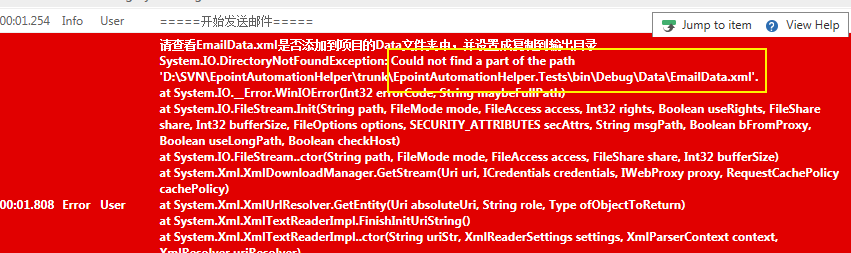 00:01.254 Info User =====开始发送邮件=====
Jump to item View Help
请查看EmailData.xml是否添加到项目的Data文件夹中，并设置成复制到输出目录
System.IO.DirectoryNotFoundException: Could not find a part of the path
'D:\SVN\EpointAutomationHelper\trunk\EpointAutomationHelper.Tests\bin\Debug\Data\EmailData.xml'.
at System.IO.__Error.WinIOError(Int32 errorCode, String maybeFullPath)
at System.IO.FileStream.Init(String path, FileMode mode, FileAccess access, Int32 rights, Boolean useRights, FileShare
share, Int32 bufferSize, FileOptions options, SECURITY_ATTRIBUTES secAttrs, String msgPath, Boolean bFromProxy,
Boolean useLongPath, Boolean checkHost)
at System.IO.FileStream..ctor(String path, FileMode mode, FileAccess access, FileShare share, Int32 bufferSize)
at System.Xml.XmlDownloadManager.GetStream(Uri uri, ICredentials credentials, IWebProxy proxy, RequestCachePolicy
cachePolicy)
00:01.808 Error User at System.Xml.XmlUrlResolver.GetEntity(Uri absoluteUri, String role, Type ofObjectToReturn)
at System.Xml.XmlTextReaderImpl.FinishInitUriString()
at System.Xml.XmlTextReaderImpl..ctor(String uriStr, XmlReaderSettings settings, XmlParserContext context,
XmlResolver uriResolver)